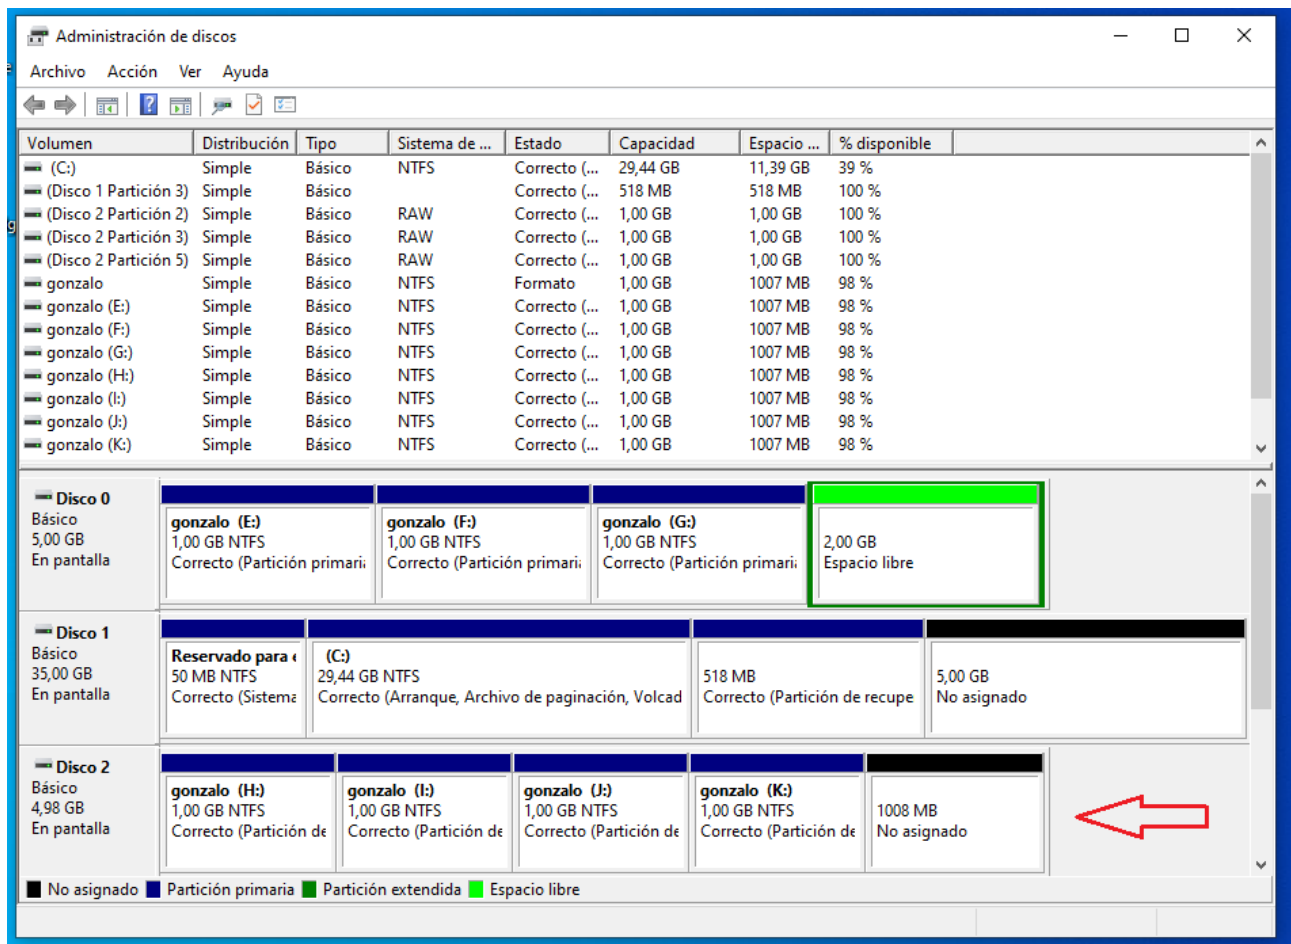 Administración de discos
Archivo Acción Ver Ayuda
Volumen Distribución Tipo Sistema de ... Estado Capacidad Espacio ... % disponible
(C:) Simple Básico NTFS Correcto (... 29,44 GB 11,39 GB 39 %
(Disco 1 Partición 3) Simple Básico Correcto (... 518 MB 518 MB 100 %
(Disco 2 Partición 2) Simple Básico RAW Correcto (... 1,00 GB 1,00 GB 100 %
(Disco 2 Partición 3) Simple Básico RAW Correcto (... 1,00 GB 1,00 GB 100 %
(Disco 2 Partición 5) Simple Básico RAW Correcto (... 1,00 GB 1,00 GB 100 %
gonzalo Simple Básico NTFS Formato 1,00 GB 1007 MB 98 %
gonzalo (E:) Simple Básico NTFS Correcto (... 1,00 GB 1007 MB 98 %
gonzalo (F:) Simple Básico NTFS Correcto (... 1,00 GB 1007 MB 98 %
gonzalo (G:) Simple Básico NTFS Correcto (... 1,00 GB 1007 MB 98 %
gonzalo (H:) Simple Básico NTFS Correcto (... 1,00 GB 1007 MB 98 %
gonzalo (I:) Simple Básico NTFS Correcto (... 1,00 GB 1007 MB 98 %
gonzalo (J:) Simple Básico NTFS Correcto (... 1,00 GB 1007 MB 98 %
gonzalo (K:) Simple Básico NTFS Correcto (... 1,00 GB 1007 MB 98 %
Disco 0
Básico
5,00 GB
En pantalla
gonzalo (E:)
1,00 GB NTFS
Correcto (Partición primari
gonzalo (F:)
1,00 GB NTFS
Correcto (Partición primari
gonzalo (G:)
1,00 GB NTFS
Correcto (Partición primari
2,00 GB
Espacio libre
Disco 1
Básico
35,00 GB
En pantalla
Reservado para
50 MB NTFS
Correcto (Sistema
(C:)
29,44 GB NTFS
Correcto (Arranque, Archivo de paginación, Volcad
518 MB
Correcto (Partición de recupe
5,00 GB
No asignado
Disco 2
Básico
4,98 GB
En pantalla
gonzalo (H:)
1,00 GB NTFS
Correcto (Partición de
gonzalo (I:)
1,00 GB NTFS
Correcto (Partición de
gonzalo (J:)
1,00 GB NTFS
Correcto (Partición de
gonzalo (K:)
1,00 GB NTFS
Correcto (Partición de
1008 MB
No asignado
No asignado Partición primaria Partición extendida Espacio libre